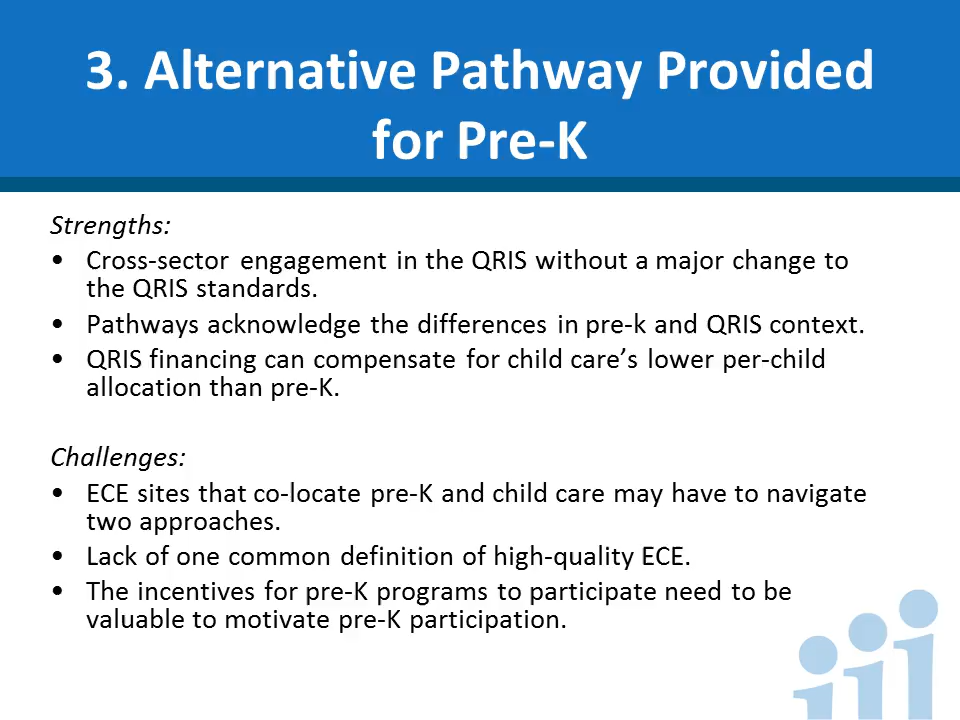 3. Alternative Pathway Provided
for Pre-K
Strengths:
• Cross-sector engagement in the QRIS without a major change to
the QRIS standards.
• Pathways acknowledge the differences in pre-k and QRIS context.
• QRIS financing can compensate for child care’s lower per-child
allocation than pre-K.
Challenges:
• ECE sites that co-locate pre-K and child care may have to navigate
two approaches.
• Lack of one common definition of high-quality ECE.
• The incentives for pre-K programs to participate need to be
valuable to motivate pre-K participation.